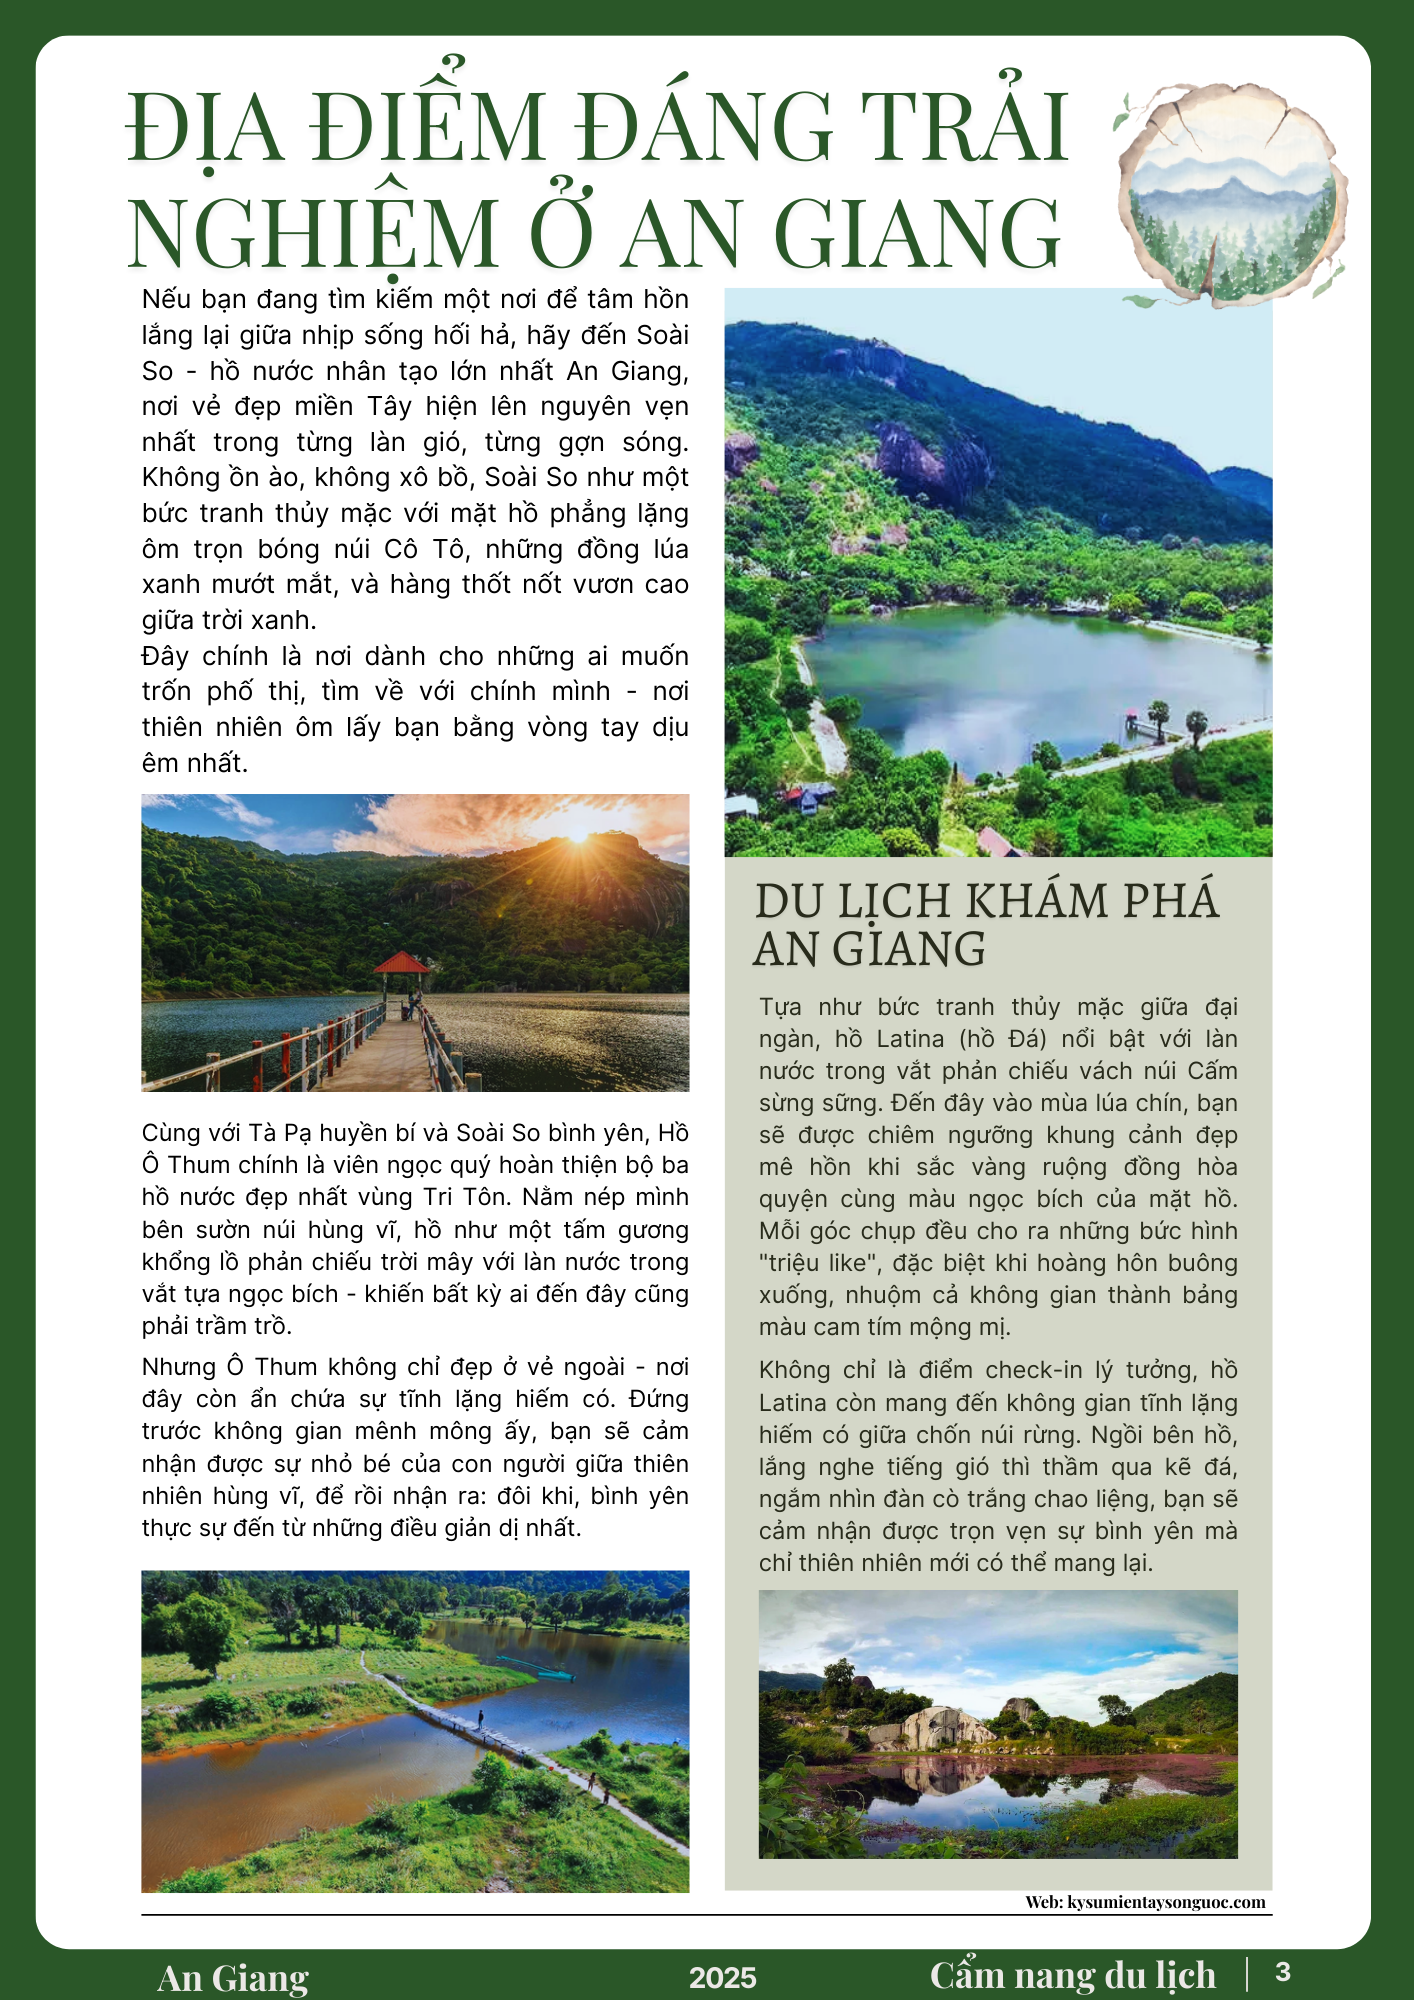 ĐỊA ĐIỂM ĐÁNG TRẢI
NGHIỆM Ở AN GIANG
Nếu bạn đang tìm kiếm một nơi để tâm hồn
lắng lại giữa nhịp sống hối hả, hãy đến Soài
So - hồ nước nhân tạo lớn nhất An Giang,
nơi vẻ đẹp miền Tây hiện lên nguyên vẹn
nhất trong từng làn gió, từng gợn sóng.
Không ồn ào, không xô bồ, Soài So như một
bức tranh thủy mặc với mặt hồ phẳng lặng
ôm trọn bóng núi Cô Tô, những đồng lúa
xanh mướt mắt, và hàng thốt nốt vươn cao
giữa trời xanh.
Đây chính là nơi dành cho những ai muốn
trốn phố thị, tìm về với chính mình - nơi
thiên nhiên ôm lấy bạn bằng vòng tay dịu
êm nhất.
Cùng với Tà Pạ huyền bí và Soài So bình yên, Hồ
Ô Thum chính là viên ngọc quý hoàn thiện bộ ba
hồ nước đẹp nhất vùng Tri Tôn. Nằm nép mình
bên sườn núi hùng vĩ, hồ như một tấm gương
khổng lồ phản chiếu trời mây với làn nước trong
vắt tựa ngọc bích - khiến bất kỳ ai đến đây cũng
phải trầm trồ.
Nhưng Ô Thum không chỉ đẹp ở vẻ ngoài - nơi
đây còn ẩn chứa sự tĩnh lặng hiếm có. Đứng
trước không gian mênh mông ấy, bạn sẽ cảm
nhận được sự nhỏ bé của con người giữa thiên
nhiên hùng vĩ, để rồi nhận ra: đôi khi, bình yên
thực sự đến từ những điều giản dị nhất.
DU LỊCH KHÁM PHÁ
AN GIANG
Tựa như bức tranh thủy mặc giữa đại
ngàn, hồ Latina (hồ Đá) nổi bật với làn
nước trong vắt phản chiếu vách núi Cấm
sừng sững. Đến đây vào mùa lúa chín, bạn
sẽ được chiêm ngưỡng khung cảnh đẹp
mê hồn khi sắc vàng ruộng đồng hòa
quyện cùng màu ngọc bích của mặt hồ.
Mỗi góc chụp đều cho ra những bức hình
"triệu like", đặc biệt khi hoàng hôn buông
xuống, nhuộm cả không gian thành bảng
màu cam tím mộng mị.
Không chỉ là điểm check-in lý tưởng, hồ
Latina còn mang đến không gian tĩnh lặng
hiếm có giữa chốn núi rừng. Ngồi bên hồ,
lắng nghe tiếng gió thì thầm qua kẽ đá,
ngắm nhìn đàn cò trắng chao liệng, bạn sẽ
cảm nhận được trọn vẹn sự bình yên mà
chỉ thiên nhiên mới có thể mang lại.
Web: kysumientaysonguoc.com
An Giang
2025
Cẩm nang du lịch
3